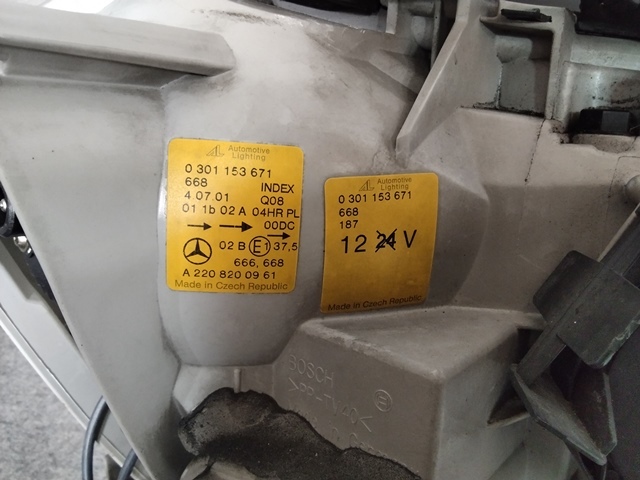 Automotive
Lighting
0 301 153 671
668 INDEX
4.07.01 Q08
01 1b 02 A 04HR PL
00DC
02 B E1 37,5
666, 668
A 220 820 09 61
Made in Czech Republic
Automotive
Lighting
0 301 153 671
668
187
12 24 V
Made in Czech Republic
BOSCH